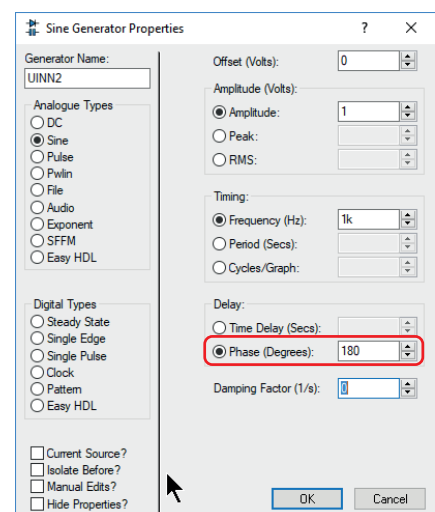 Sine Generator Properties ? ×
Generator Name:
UINN2
Analogue Types
DC
Sine
Pulse
Pwlin
File
Audio
Exponent
SFFM
Easy HDL
Digital Types
Steady State
Single Edge
Single Pulse
Clock
Pattern
Easy HDL
Current Source?
Isolate Before?
Manual Edits?
Hide Properties?
Offset (Volts): 0
Amplitude (Volts):
Amplitude: 1
Peak:
RMS:
Timing:
Frequency (Hz): 1k
Period (Secs):
Cycles/Graph:
Delay:
Time Delay (Secs):
Phase (Degrees): 180
Damping Factor (1/s): 0
OK Cancel